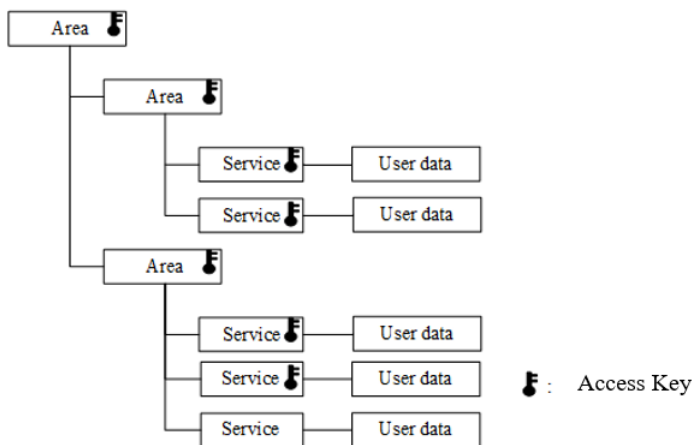 Area
Area
Service User data
Service User data
Area
Service User data
Service User data
: Access Key
Service User data